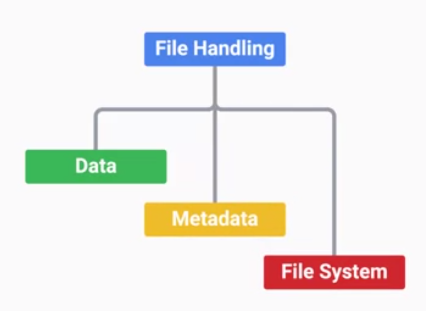 File Handling
Data
Metadata
File System